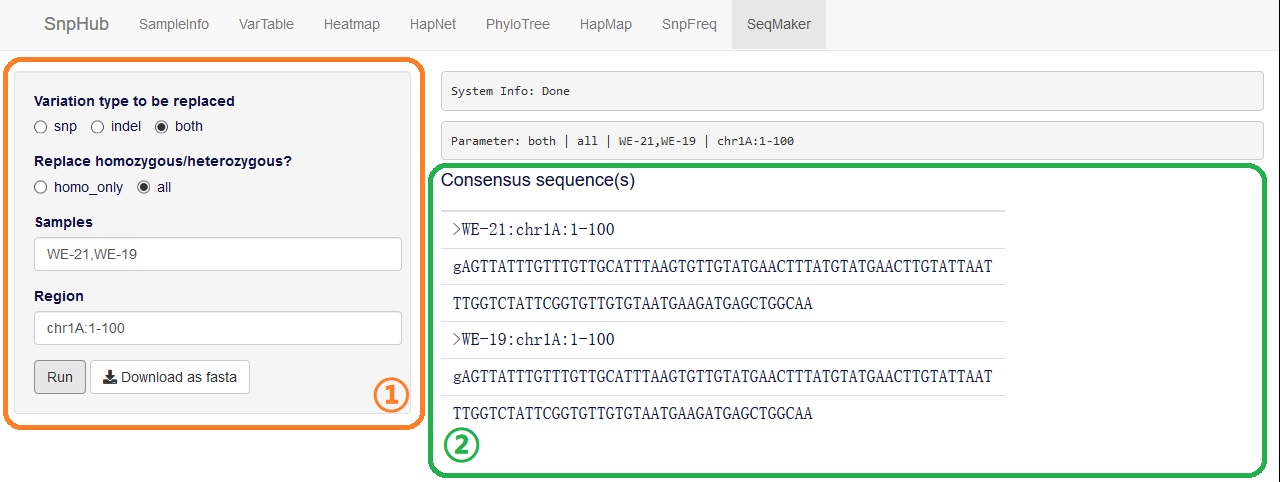 SnpHub SampleInfo VarTable Heatmap HapNet PhyloTree HapMap SnpFreq SeqMaker
Variation type to be replaced
snp indel both
Replace homozygous/heterozygous?
homo_only all
Samples
WE-21,WE-19
Region
chr1A:1-100
Run Download as fasta
①
System Info: Done
Parameter: both | all | WE-21,WE-19 | chr1A:1-100
Consensus sequence(s)
>WE-21:chr1A:1-100
gAGTTATTTGTTTGTTGCATTTAAGTGTTGTATGAACTTTATGTATGAACTTGTATTAAT
TTGGTCTATTCGGTGTTGTGTAATGAAGATGAGCTGGCAA
>WE-19:chr1A:1-100
gAGTTATTTGTTTGTTGCATTTAAGTGTTGTATGAACTTTATGTATGAACTTGTATTAAT
TTGGTCTATTCGGTGTTGTGTAATGAAGATGAGCTGGCAA
②